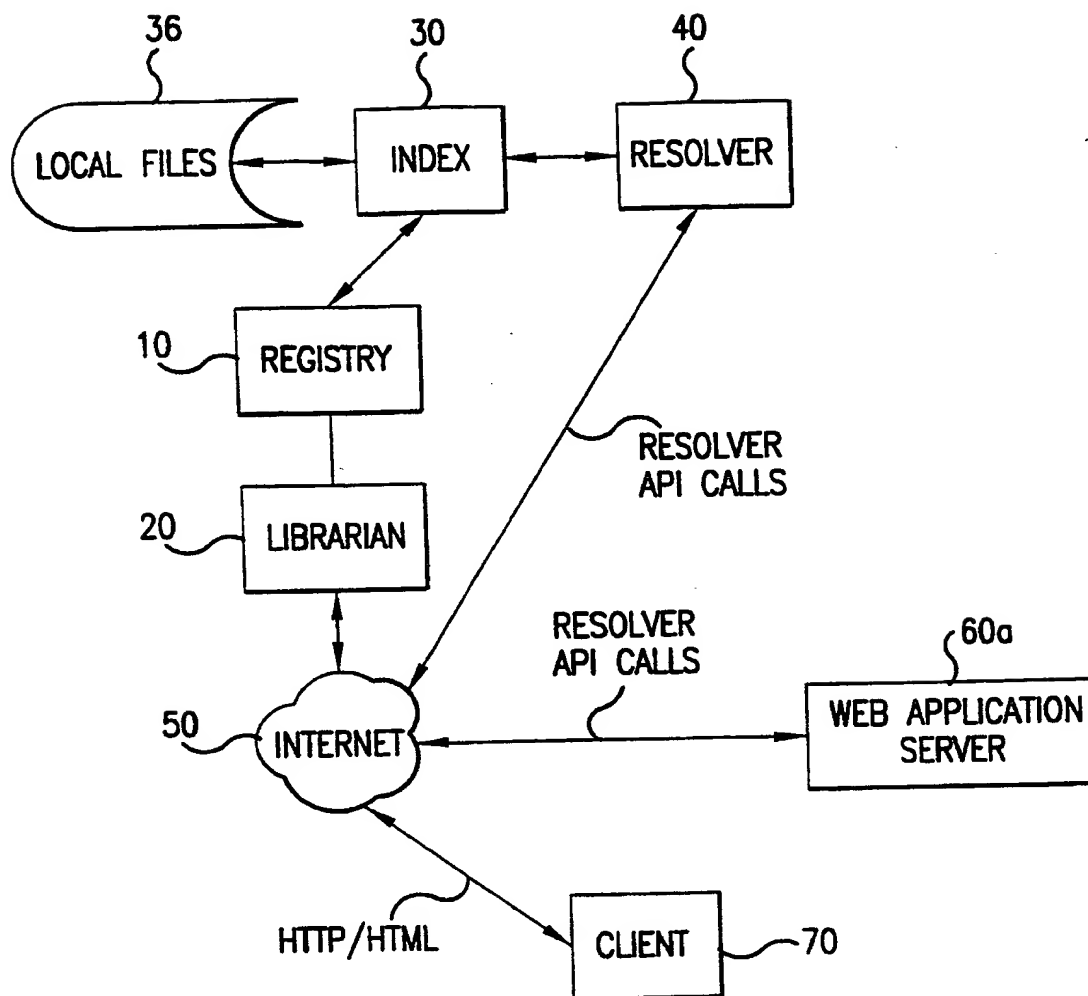 36
30
40
LOCAL FILES
INDEX
RESOLVER
10
REGISTRY
RESOLVER
API CALLS
20
LIBRARIAN
RESOLVER
API CALLS
60a
50
INTERNET
WEB APPLICATION
SERVER
HTTP/HTML
CLIENT
70